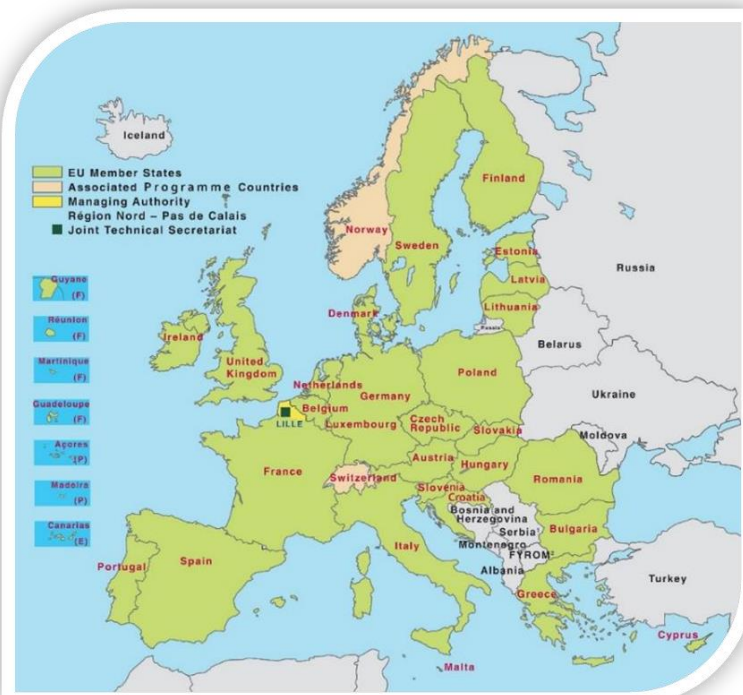 Iceland
EU Member States
Associated Programme Countries
Managing Authority
Région Nord – Pas de Calais
Joint Technical Secretariat
Finland
Norway
Sweden
Estonia
Russia
Latvia
Guyane
(F)
Denmark
Lithuania
Russia
Réunion
(F)
Ireland
Belarus
United
Kingdom
Martinique
(F)
Poland
Netherlands
Germany
Ukraine
Guadeloupe
(F)
Belgium
LILLE
Luxembourg
Czech
Republic
Slovakia
Moldova
Açores
(P)
Austria
Hungary
France
Switzerland
Romania
Madeira
(P)
Slovenia
Croatia
Bosnia and
Herzegovina
Canarias
(E)
Serbia¹
Bulgaria
Italy
Montenegro
FYROM²
Portugal
Spain
Albania
Turkey
Greece
Cyprus
Malta